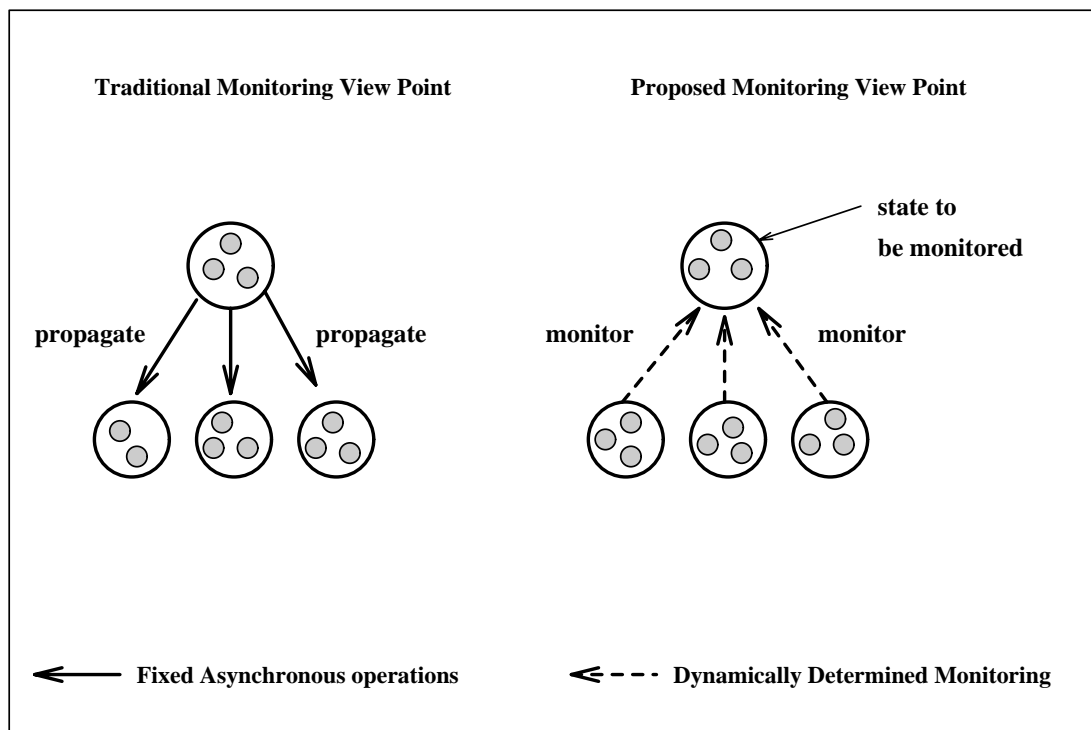 Traditional Monitoring View Point
Proposed Monitoring View Point
state to
be monitored
propagate
propagate
monitor
monitor
Fixed Asynchronous operations
Dynamically Determined Monitoring